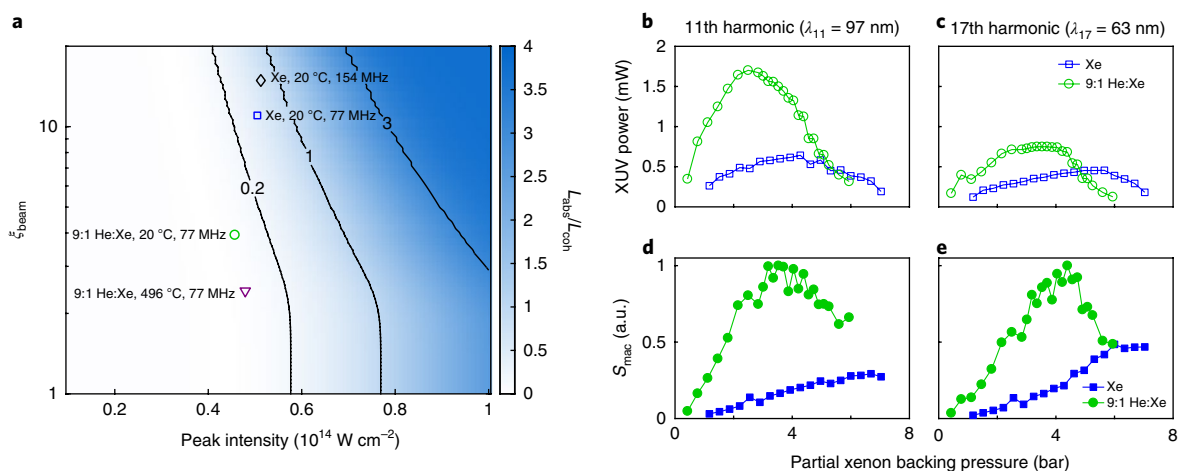 a
10
1
ξbeam
0.2
0.4
0.6
0.8
1
Peak intensity (10¹⁴ W cm⁻²)
Xe, 20 °C, 154 MHz
Xe, 20 °C, 77 MHz
9:1 He:Xe, 20 °C, 77 MHz
9:1 He:Xe, 496 °C, 77 MHz
0.2
1
3
4
3.5
3
2.5
2
1.5
1
0.5
0
Labs/Lcoh
b
11th harmonic (λ11 = 97 nm)
2
1.5
1
0.5
0
XUV power (mW)
c
17th harmonic (λ17 = 63 nm)
Xe
9:1 He:Xe
d
1
0.5
0
Smac (a.u.)
0
4
8
e
Xe
9:1 He:Xe
0
4
8
Partial xenon backing pressure (bar)